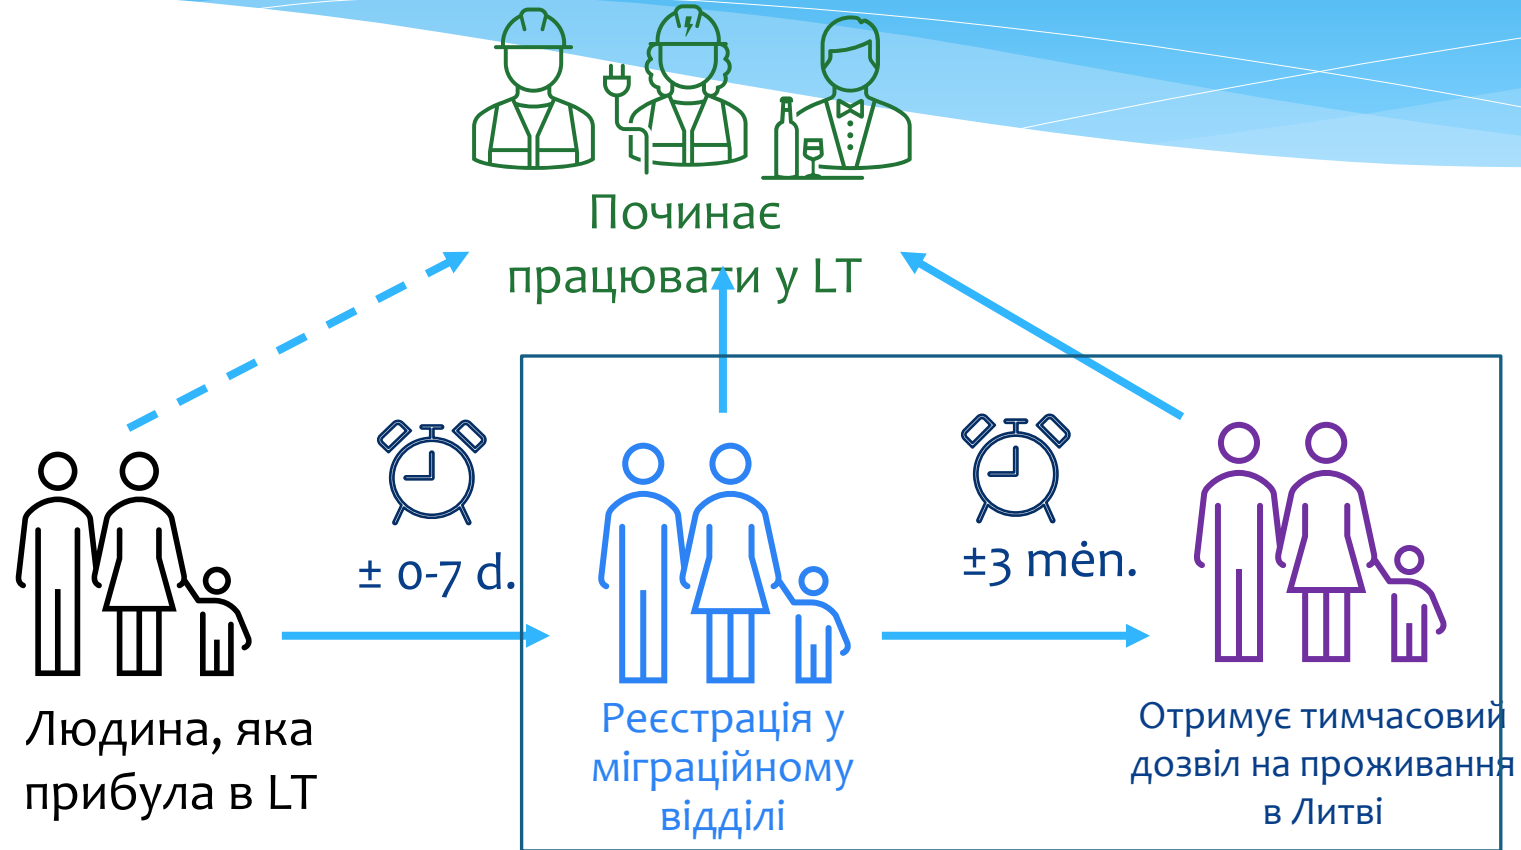 Починає
працювати у LT
± 0-7 d.
±3 mėn.
Людина, яка
прибула в LT
Реєстрація у
міграційному
відділі
Отримує тимчасовий
дозвіл на проживання
в Литві